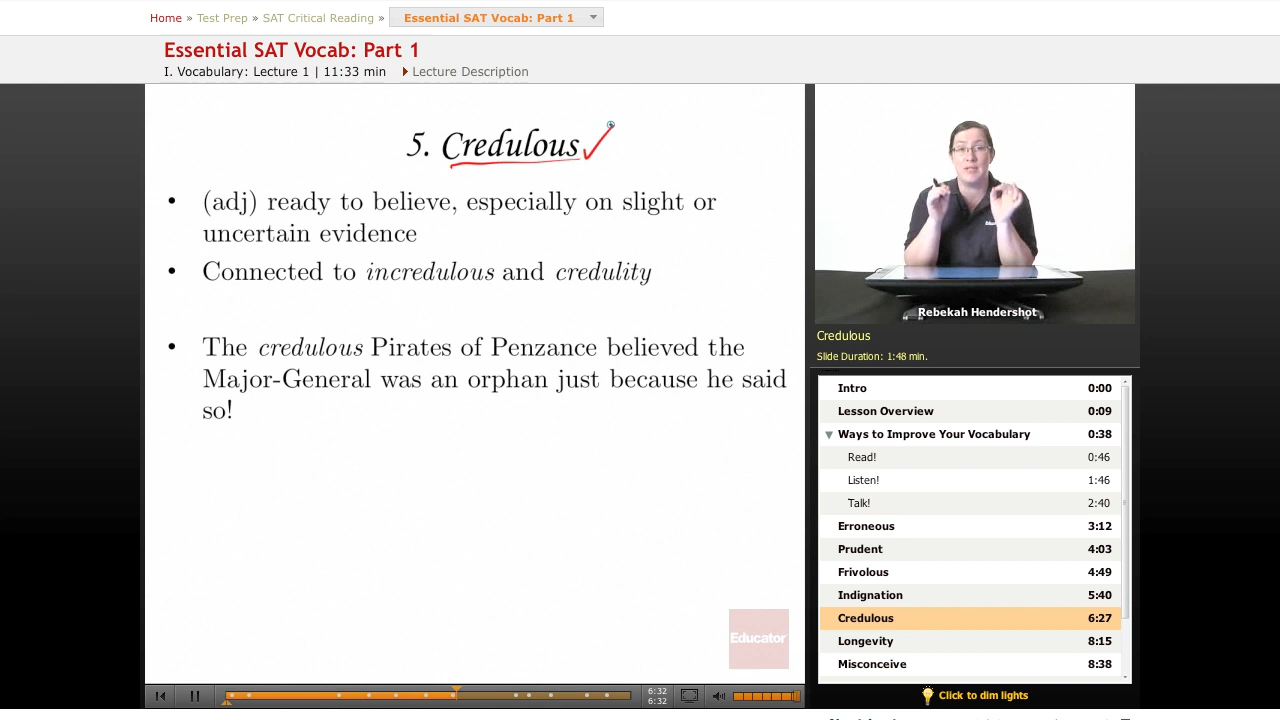 Home » Test Prep » SAT Critical Reading » Essential SAT Vocab: Part 1
Essential SAT Vocab: Part 1
I. Vocabulary: Lecture 1 | 11:33 min Lecture Description
5. Credulous
• (adj) ready to believe, especially on slight or
uncertain evidence
• Connected to incredulous and credulity
• The credulous Pirates of Penzance believed the
Major-General was an orphan just because he said
so!
Educator
6:32
6:32
Rebekah Hendershot
Credulous
Slide Duration: 1:48 min.
Intro 0:00
Lesson Overview 0:09
Ways to Improve Your Vocabulary 0:38
Read! 0:46
Listen! 1:46
Talk! 2:40
Erroneous 3:12
Prudent 4:03
Frivolous 4:49
Indignation 5:40
Credulous 6:27
Longevity 8:15
Misconceive 8:38
Click to dim lights